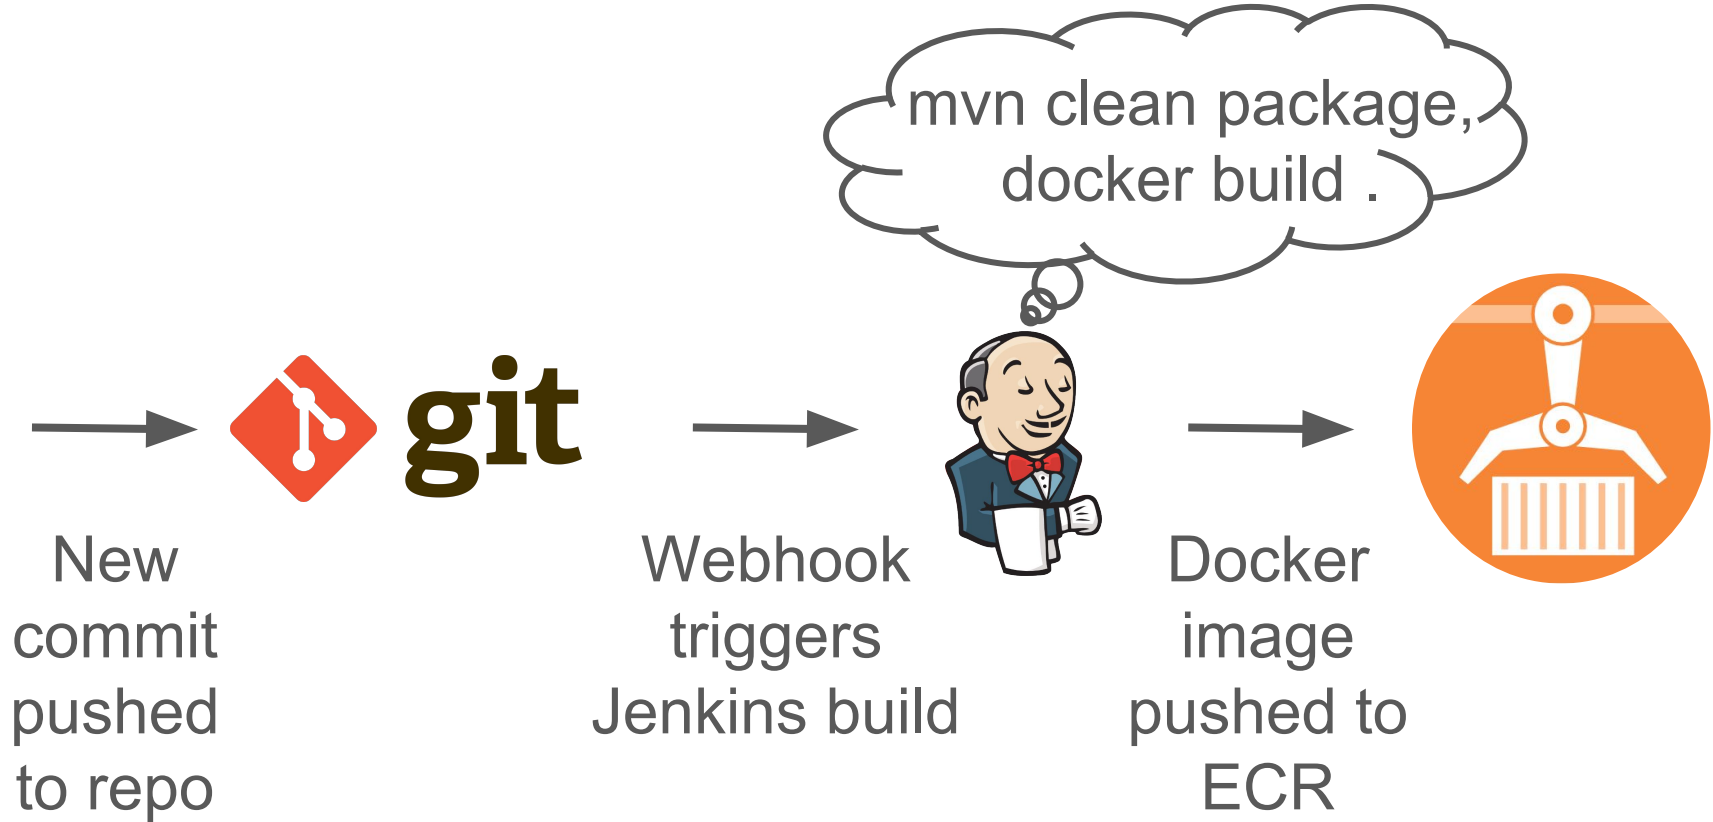 mvn clean package,
docker build .
git
New
commit
pushed
to repo
Webhook
triggers
Jenkins build
Docker
image
pushed to
ECR